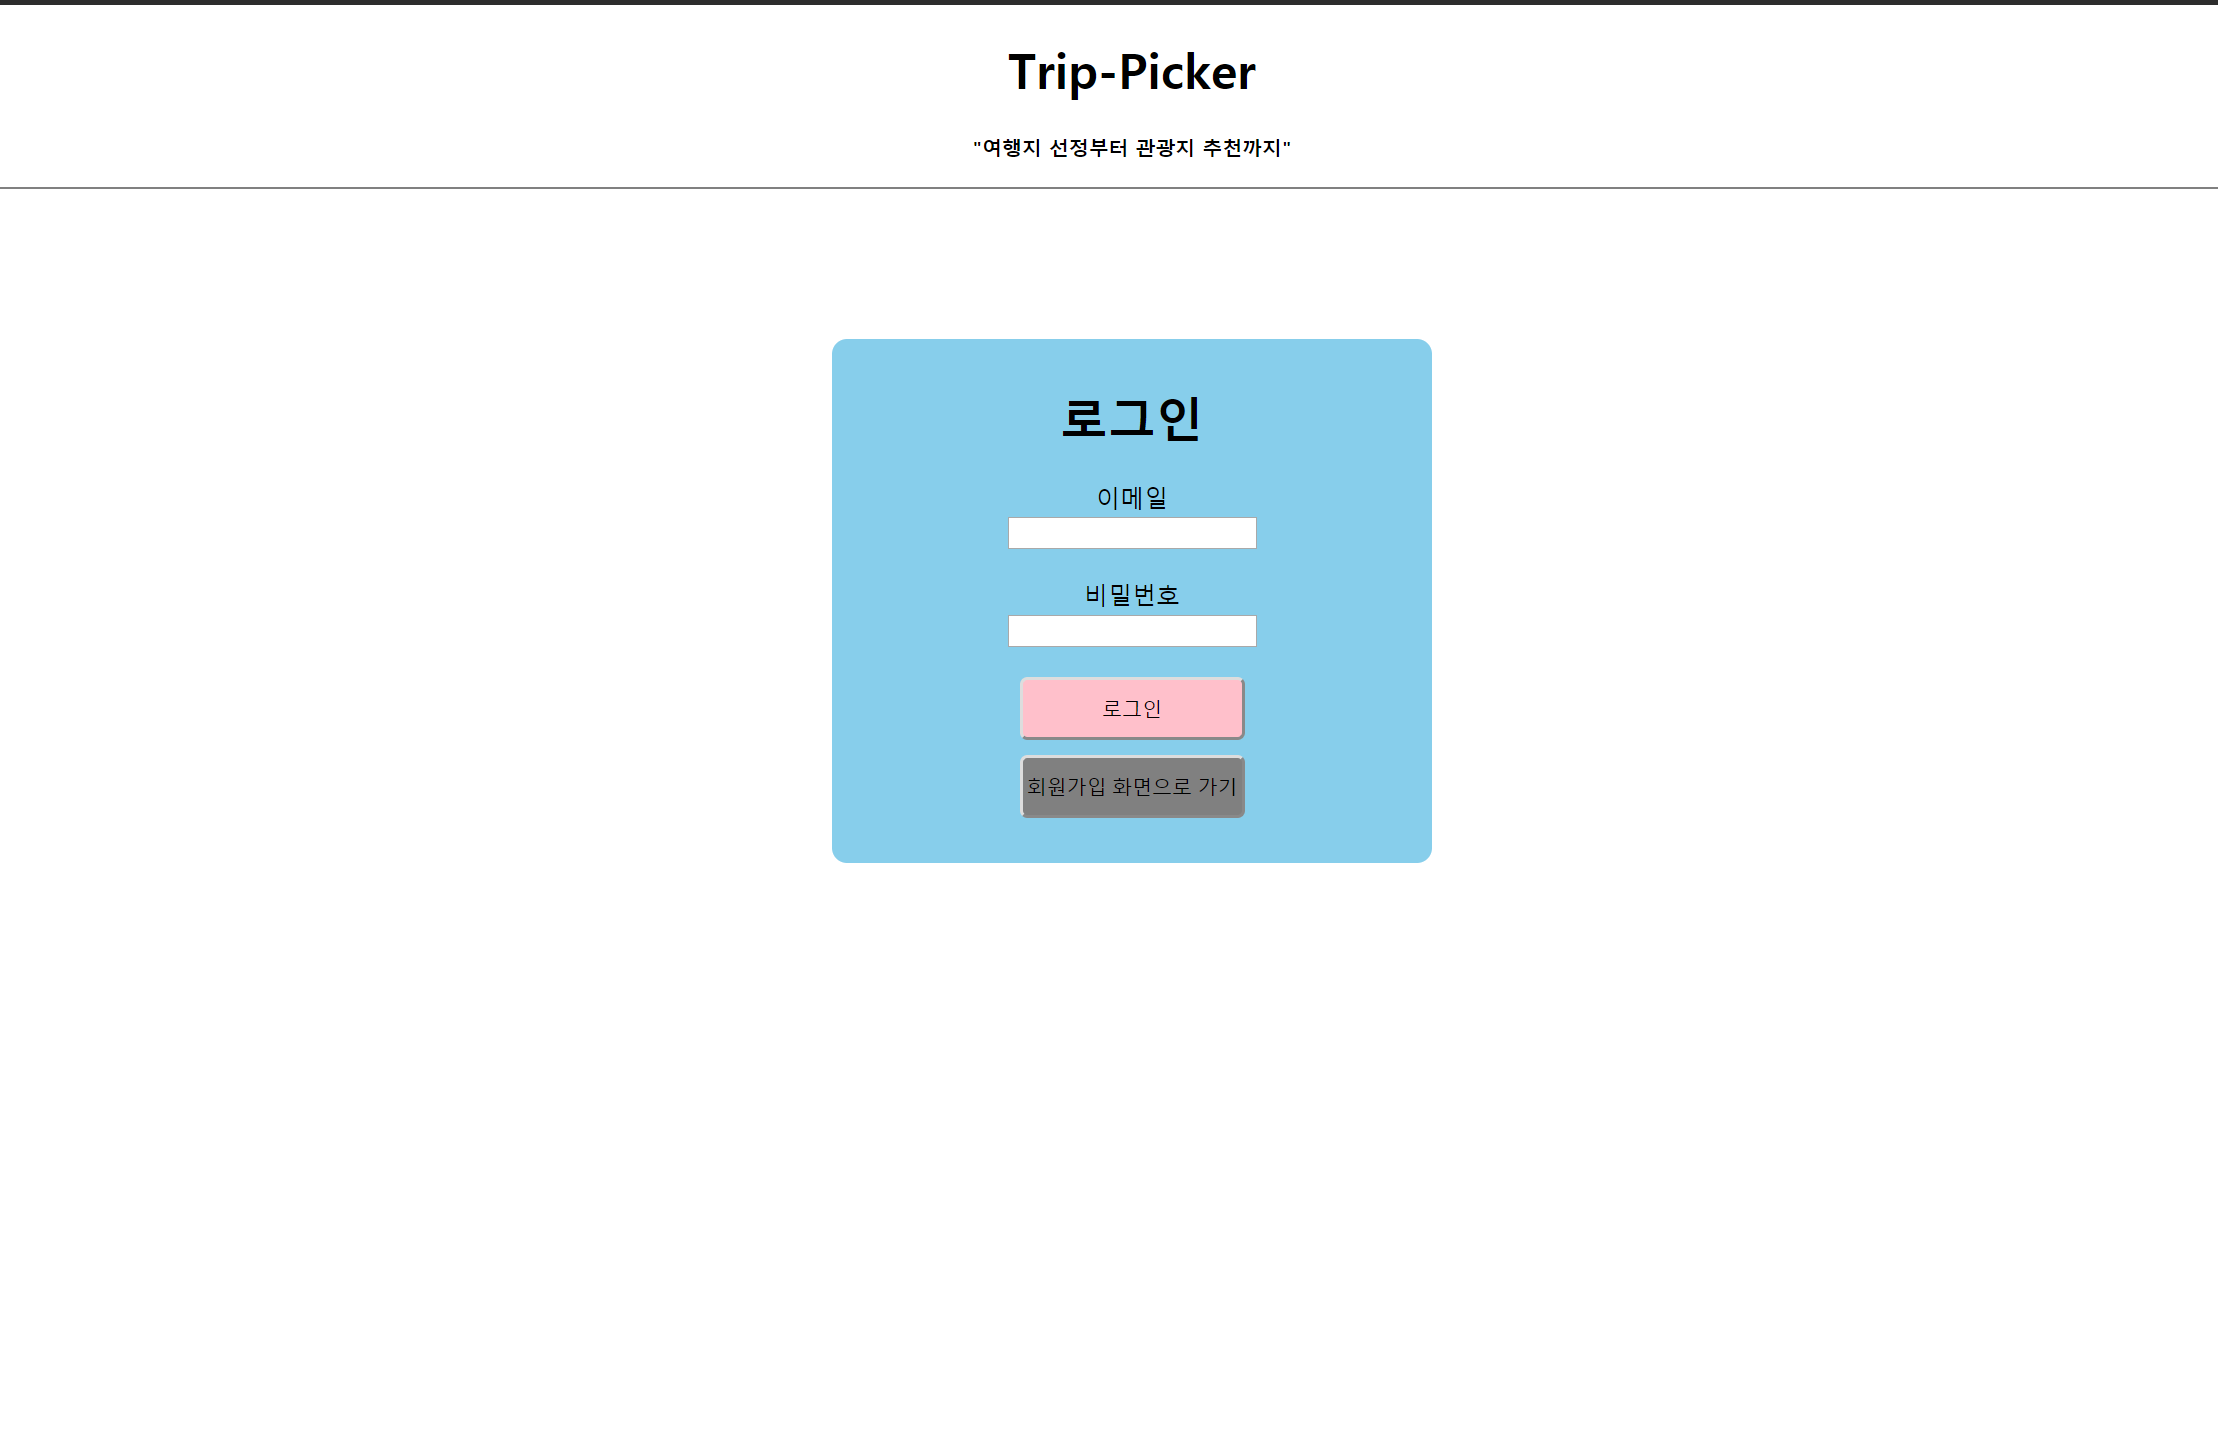 Trip-Picker
"여행지 선정부터 관광지 추천까지"
로그인
이메일
비밀번호
로그인
회원가입 화면으로 가기